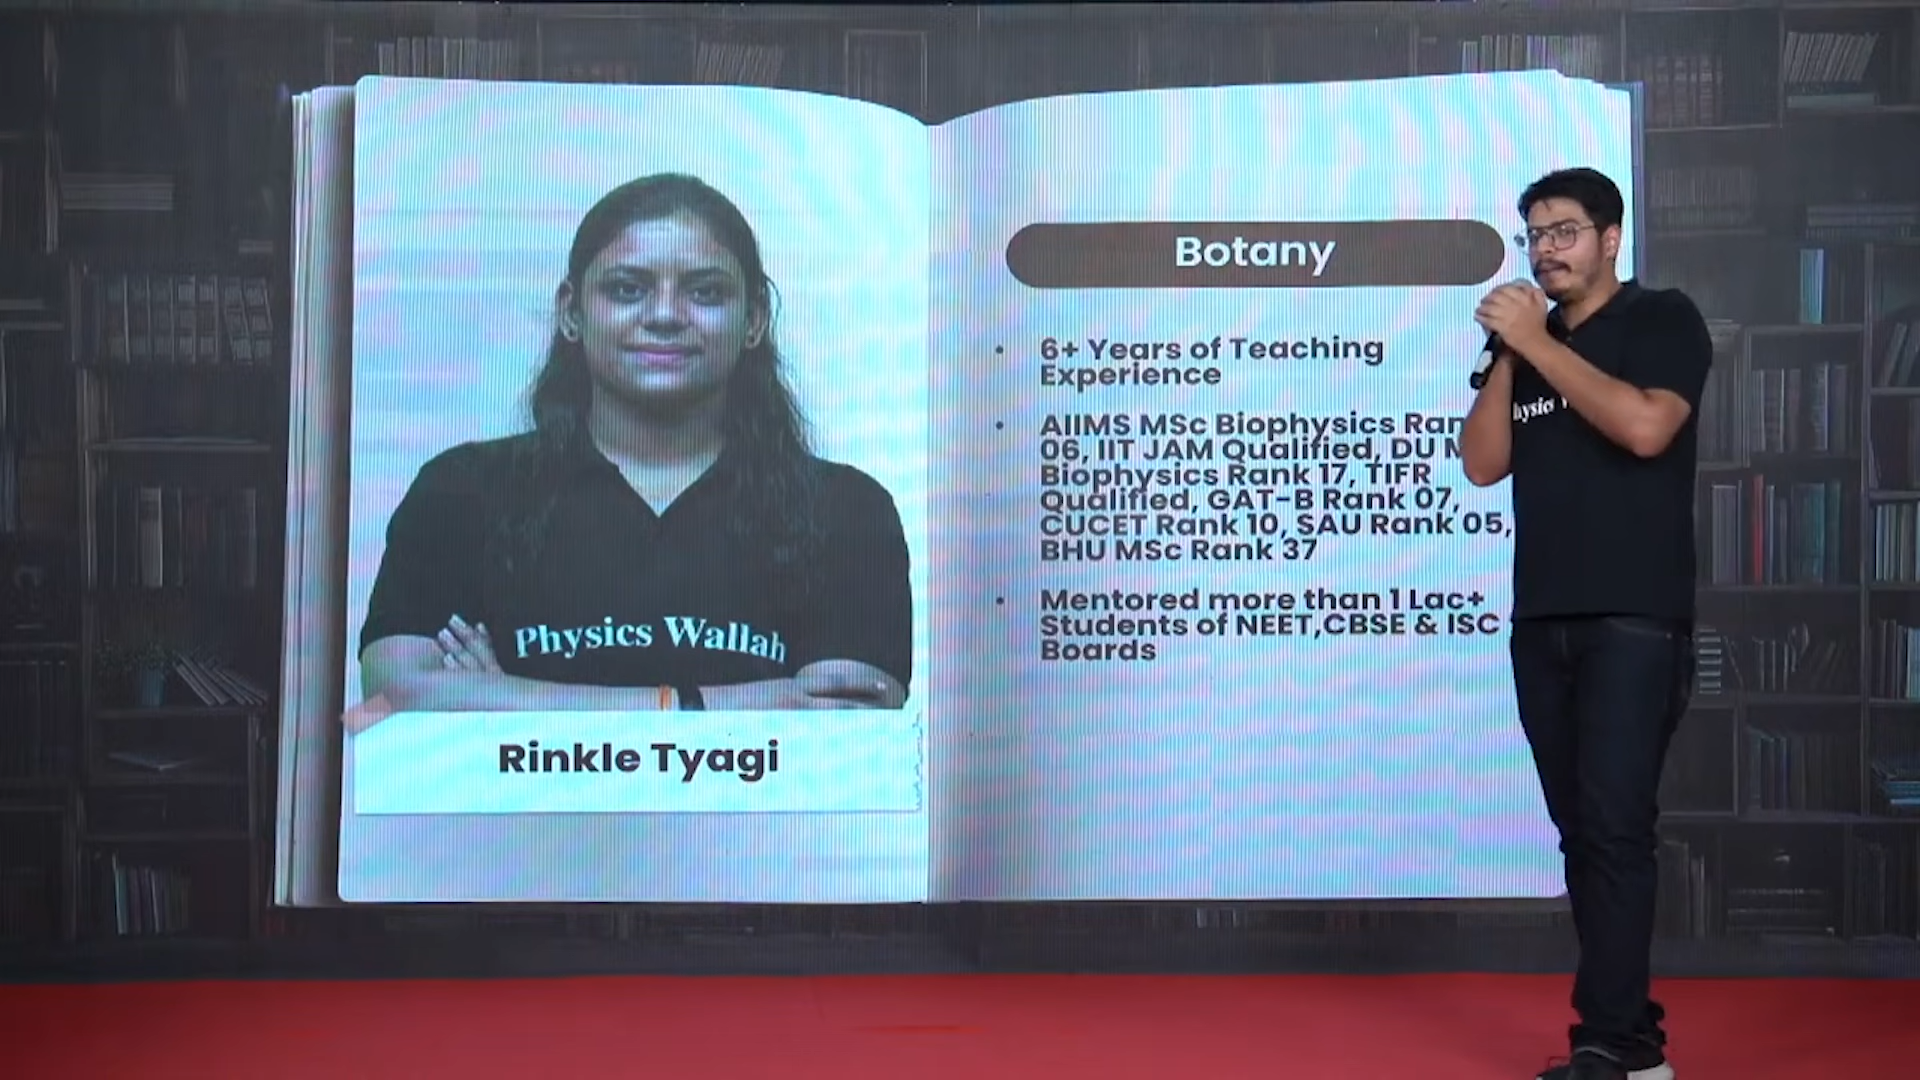 Botany
6+ Years of Teaching
Experience
AIIMS MSc Biophysics
06, IIT JAM Qualified, DU
Biophysics Rank 17, TIFR
Qualified, GAT-B Rank 07,
CUCET Rank 10, SAU Rank 05,
BHU MSc Rank 37
Mentored more than 1 Lac+
Students of NEET,CBSE & ISC
Boards
Physics Wallah
Rinkle Tyagi